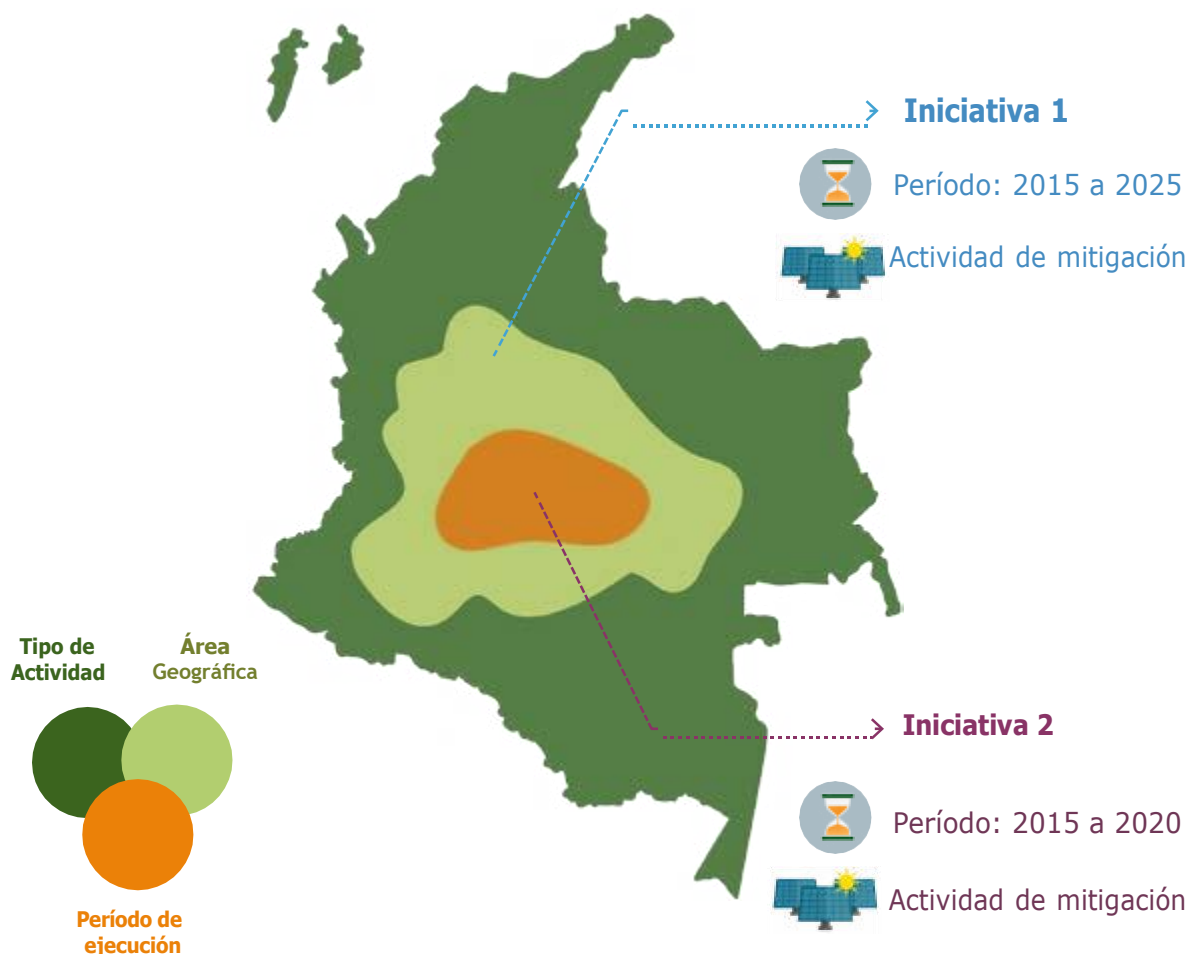 Iniciativa 1
Período: 2015 a 2025
Actividad de mitigación
Tipo de
Actividad
Área
Geográfica
Período de
ejecución
Iniciativa 2
Período: 2015 a 2020
Actividad de mitigación